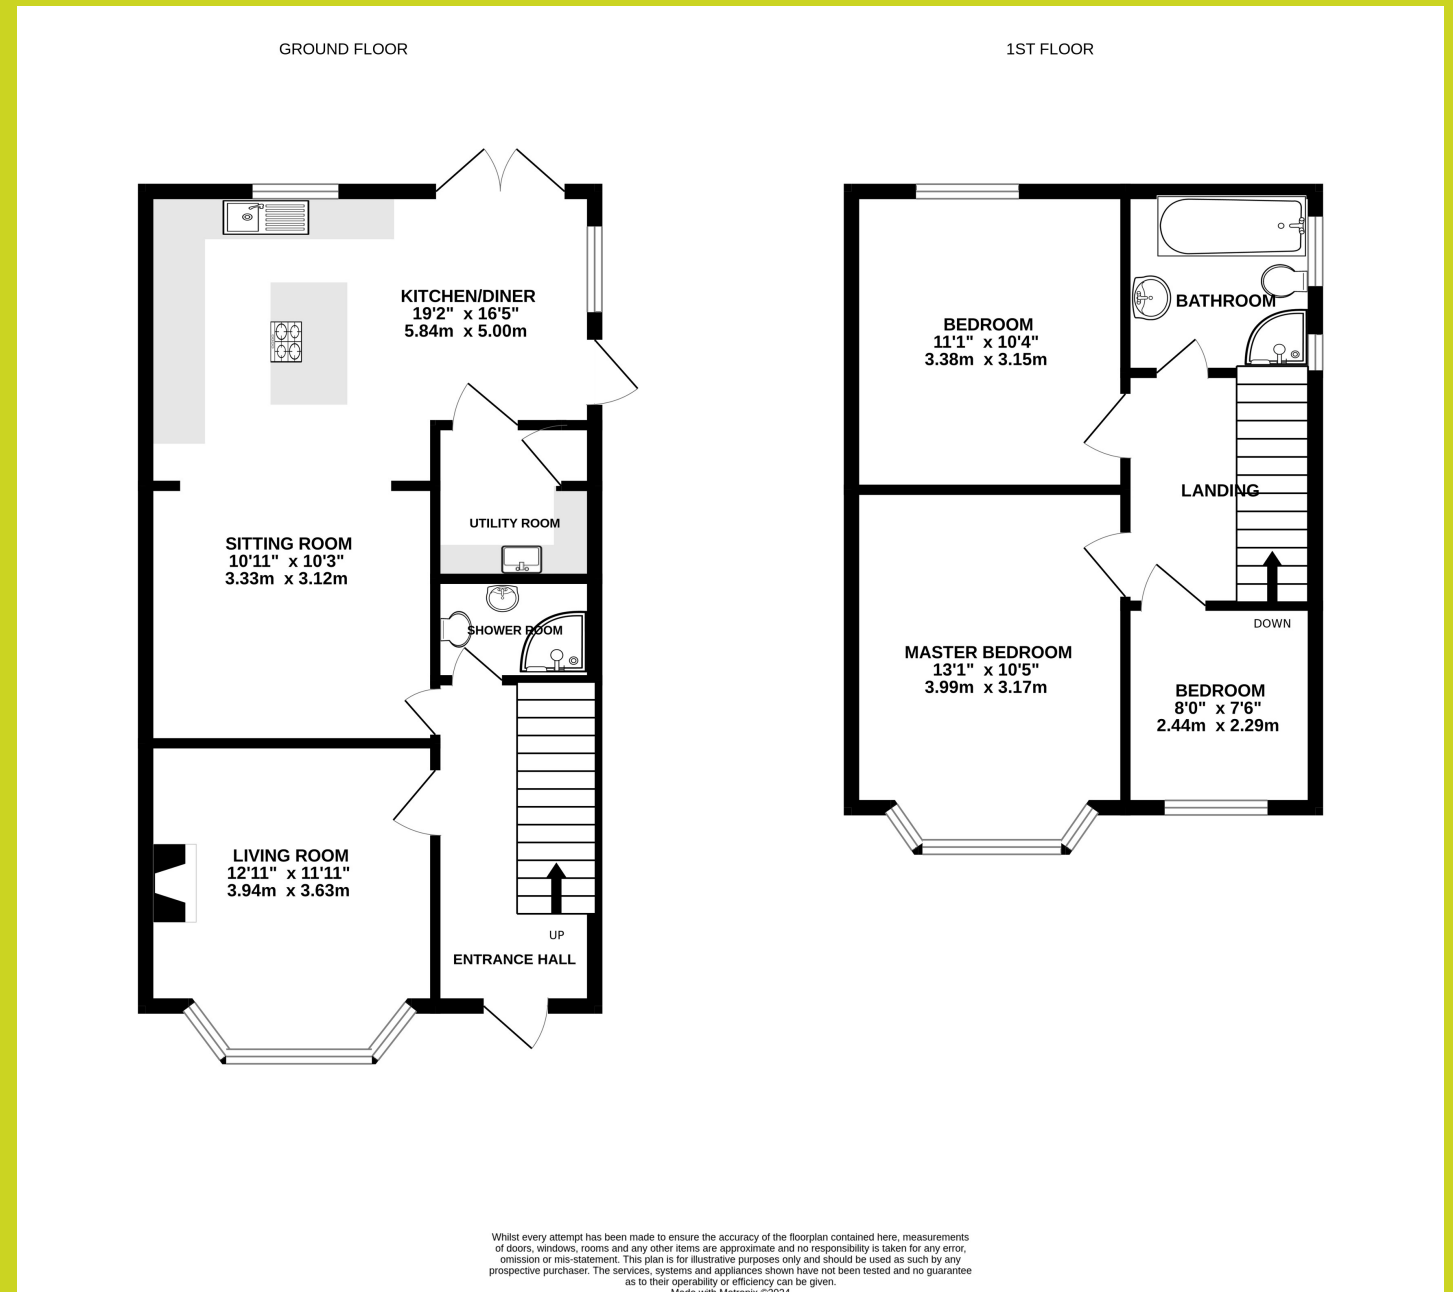 GROUND FLOOR
1ST FLOOR
KITCHEN/DINER
19'2" x 16'5"
5.84m x 5.00m
SITTING ROOM
10'11" x 10'3"
3.33m x 3.12m
UTILITY ROOM
SHOWER ROOM
LIVING ROOM
12'11" x 11'11"
3.94m x 3.63m
UP
ENTRANCE HALL
BEDROOM
11'1" x 10'4"
3.38m x 3.15m
BATHROOM
LANDING
MASTER BEDROOM
13'1" x 10'5"
3.99m x 3.17m
DOWN
BEDROOM
8'0" x 7'6"
2.44m x 2.29m
Whilst every attempt has been made to ensure the accuracy of the floorplan contained here, measurements
of doors, windows, rooms and any other items are approximate and no responsibility is taken for any error,
omission or mis-statement. This plan is for illustrative purposes only and should be used as such by any
prospective purchaser. The services, systems and appliances shown have not been tested and no guarantee
as to their operability or efficiency can be given.
Made with Metropix ©2024